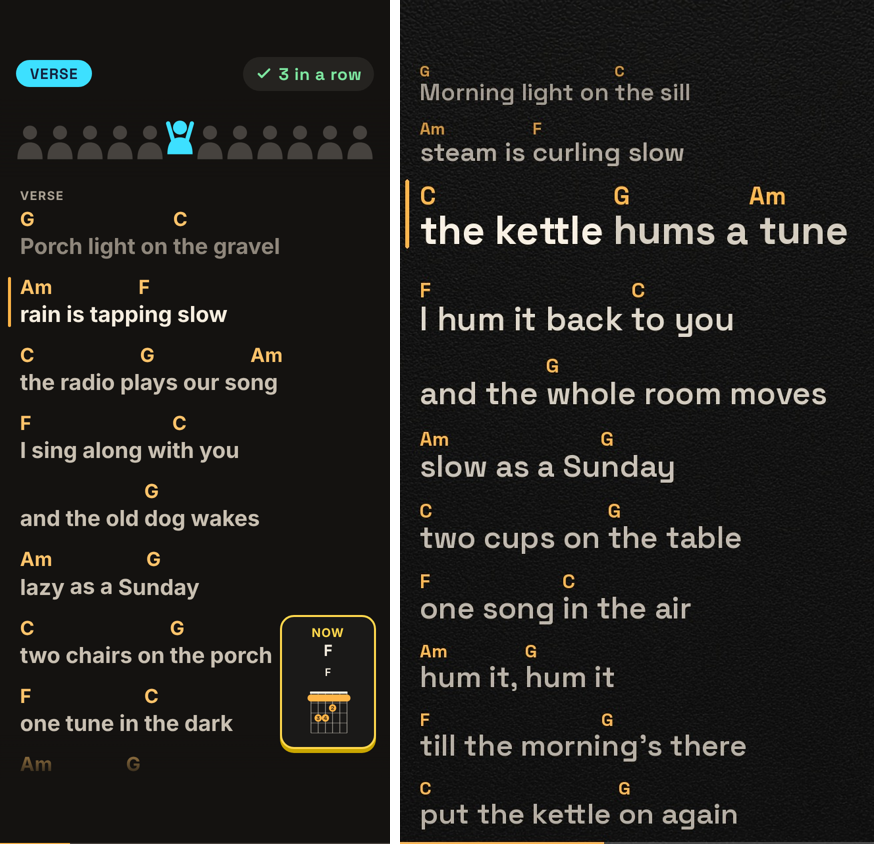 VERSE
3 in a row
VERSE
G C
Porch light on the gravel
Am F
rain is tapping slow
C G Am
the radio plays our song
F C
I sing along with you
G
and the old dog wakes
Am G
lazy as a Sunday
C G
two chairs on the porch
F C
one tune in the dark
Am G
NOW
F
F
2
3 4
G C
Morning light on the sill
Am F
steam is curling slow
C G Am
the kettle hums a tune
F C
I hum it back to you
G
and the whole room moves
Am G
slow as a Sunday
C G
two cups on the table
F C
one song in the air
Am G
hum it, hum it
F G
till the morning's there
C G
put the kettle on again